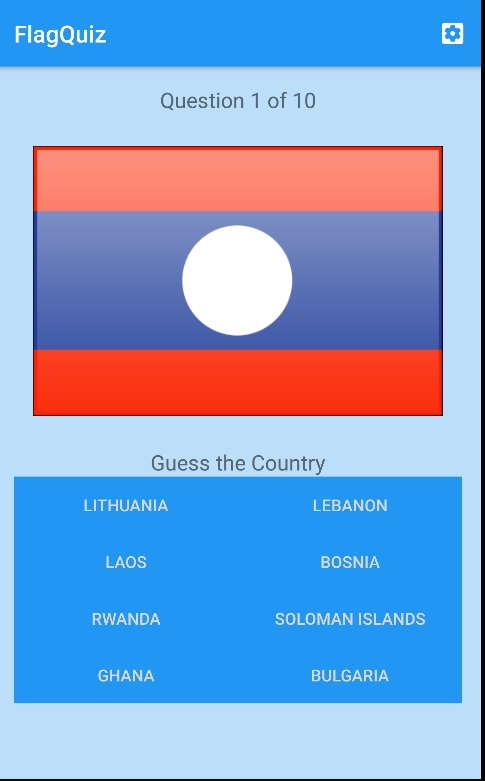 FlagQuiz
Question 1 of 10
Guess the Country
LITHUANIA LEBANON
LAOS BOSNIA
RWANDA SOLOMAN ISLANDS
GHANA BULGARIA